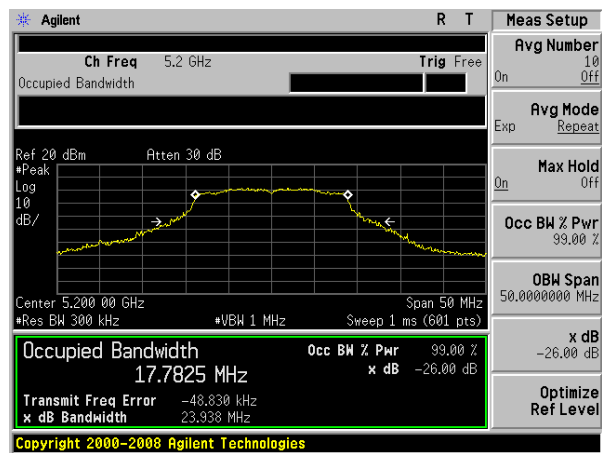 Agilent R T
Meas Setup
Ch Freq 5.2 GHz Trig Free
Occupied Bandwidth
Avg Number
10
On Off
Avg Mode
Exp Repeat
Max Hold
On Off
Occ BW % Pwr
99.00 %
OBW Span
50.0000000 MHz
x dB
-26.00 dB
Optimize
Ref Level
Ref 20 dBm Atten 30 dB
#Peak
Log
10
dB/
Center 5.200 00 GHz Span 50 MHz
#Res BW 300 kHz #VBW 1 MHz Sweep 1 ms (601 pts)
Occupied Bandwidth Occ BW % Pwr 99.00 %
17.7825 MHz x dB -26.00 dB
Transmit Freq Error -48.830 kHz
x dB Bandwidth 23.938 MHz
Copyright 2000-2008 Agilent Technologies